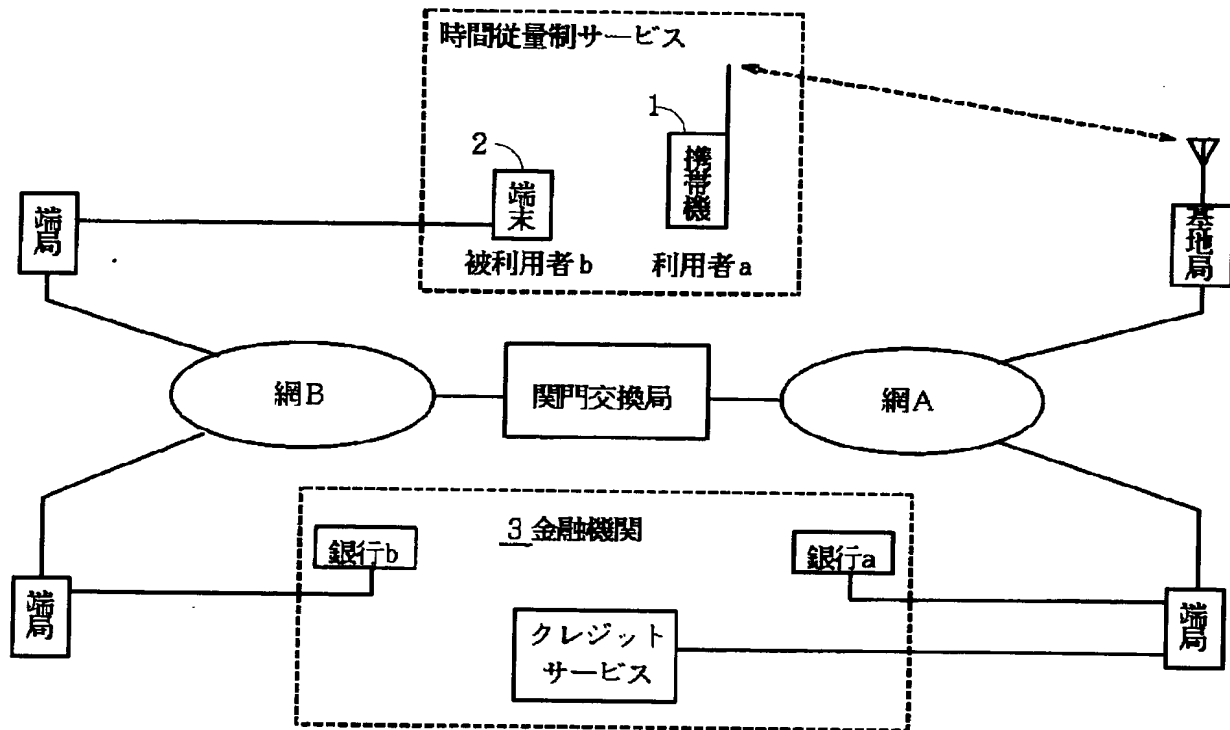 時間従量制サービス
1
2
携帯機
端末
端局
基地局
被利用者b
利用者a
網B
関門交換局
網A
3 金融機関
銀行b
銀行a
端局
クレジット
サービス
端局